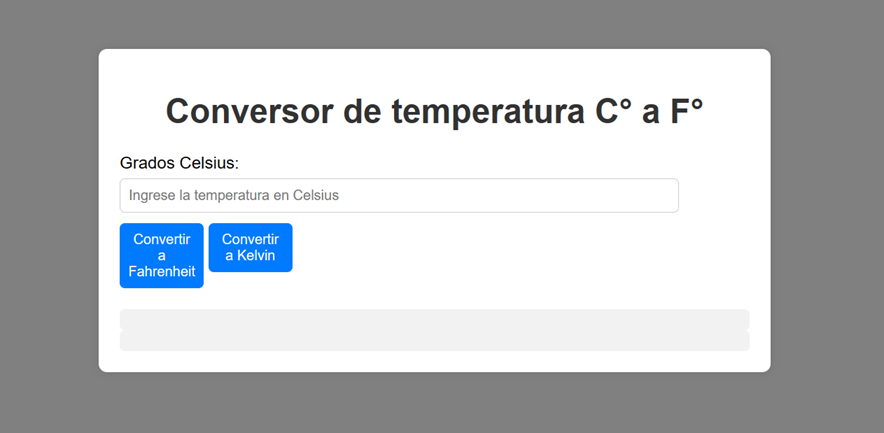 Conversor de temperatura C° a F°
Grados Celsius:
Ingrese la temperatura en Celsius
Convertir
a
Fahrenheit
Convertir
a Kelvin